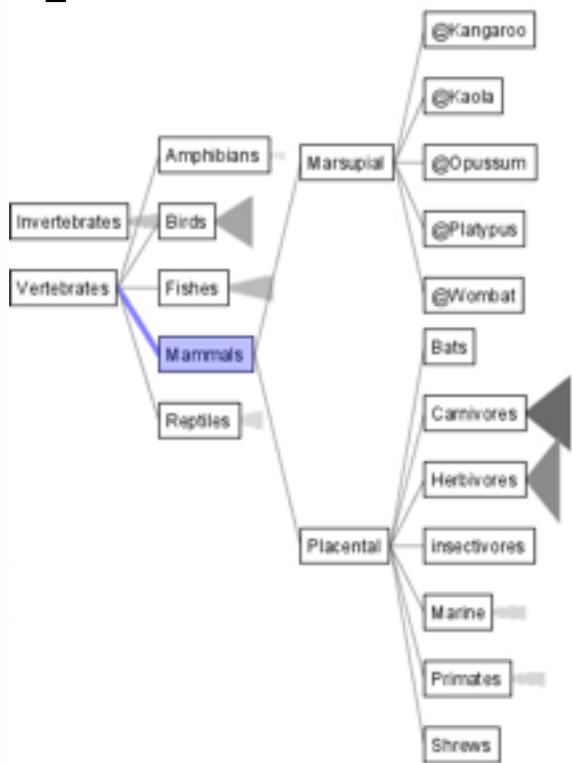 Invertebrates
Vertebrates
Amphibians
Birds
Fishes
Mammals
Reptiles
Marsupial
Placental
@Kangaroo
@Kaola
@Opussum
@Platypus
@Wombat
Bats
Carnivores
Herbivores
insectivores
Marine
Primates
Shrews